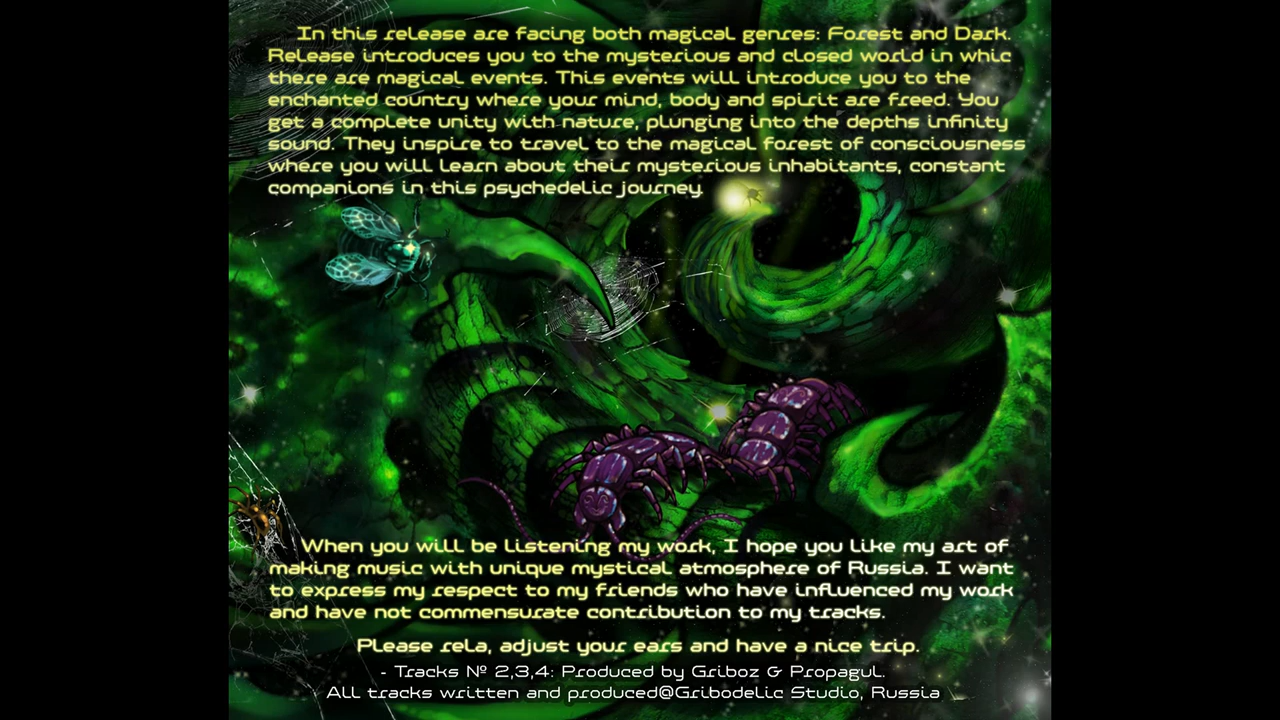 In this release are facing both magical genres: Forest and Dark.
Release introduces you to the mysterious and closed world in whic
there are magical events. This events will introduce you to the
enchanted country where your mind, body and spirit are freed. You
get a complete unity with nature, plunging into the depths infinity
sound. They inspire to travel to the magical forest of consciousness
where you will learn about their mysterious inhabitants, constant
companions in this psychedelic journey.
When you will be listening my work, I hope you like my art of
making music with unique mystical atmosphere of Russia. I want
to express my respect to my friends who have influenced my work
and have not commensurate contribution to my tracks.
Please rela, adjust your ears and have a nice trip.
- Tracks № 2,3,4: Produced by Griboz & Propagul.
All tracks written and produced@Gribodelic Studio, Russia